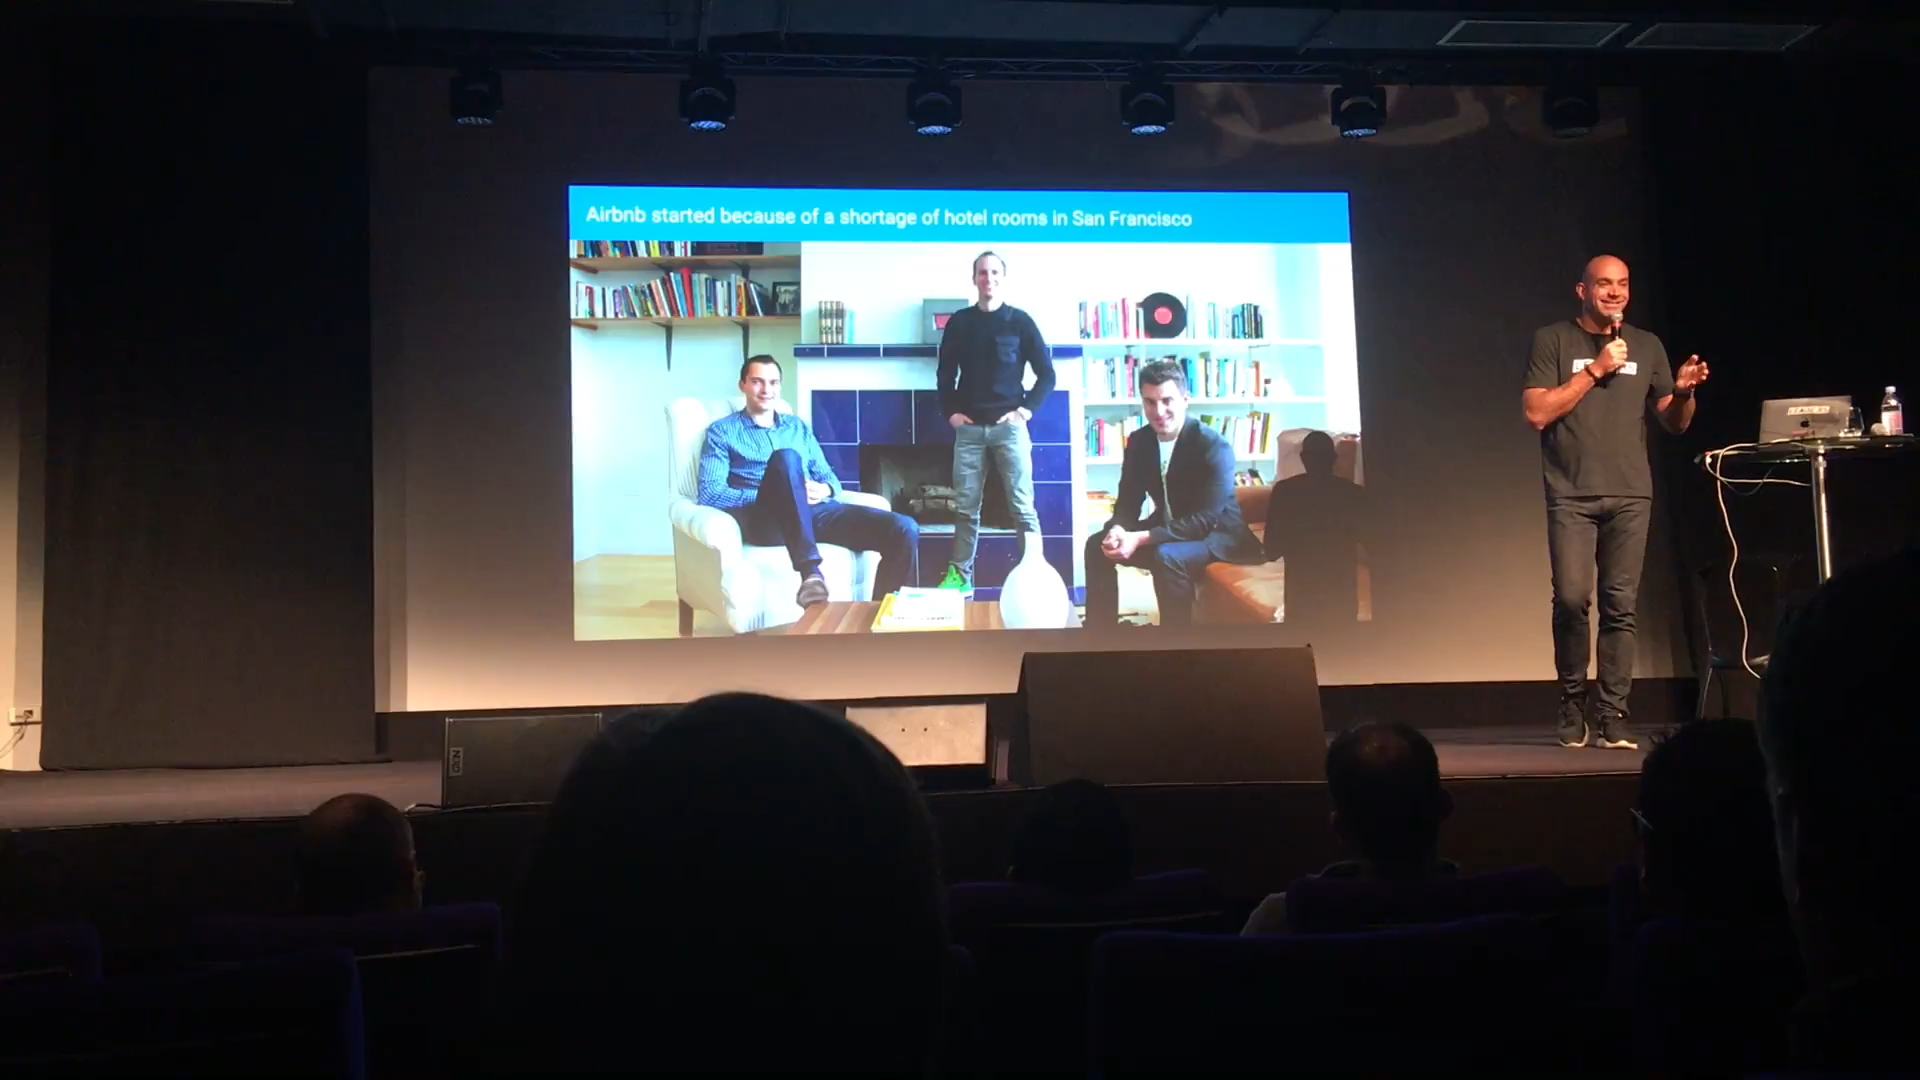 Airbnb started because of a shortage of hotel rooms in San Francisco